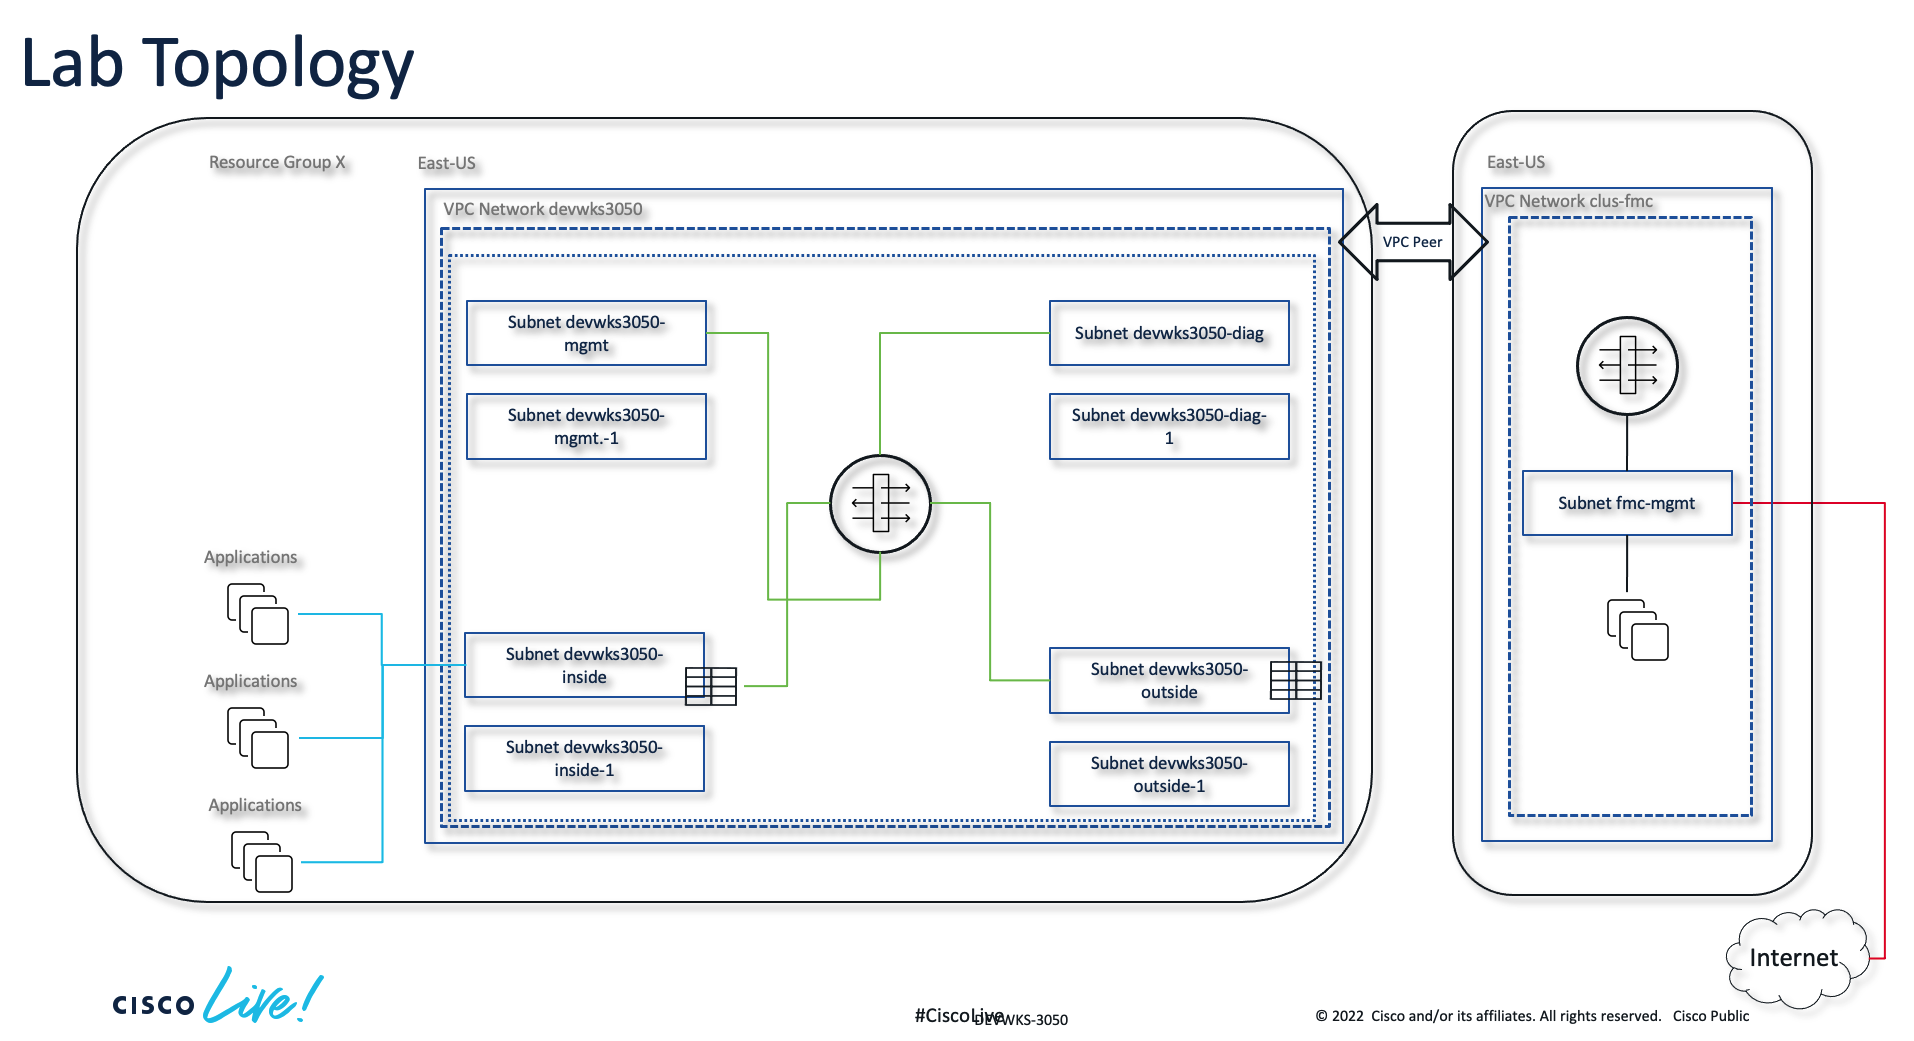 Lab Topology
Resource Group X
East-US
East-US
VPC Network devwks3050
VPC Network clus-fmc
VPC Peer
Subnet devwks3050-
mgmt
Subnet devwks3050-diag
Subnet devwks3050-
mgmt.-1
Subnet devwks3050-diag-
1
Subnet fmc-mgmt
Applications
Applications
Applications
Subnet devwks3050-
inside
Subnet devwks3050-
outside
Subnet devwks3050-
inside-1
Subnet devwks3050-
outside-1
Internet
CISCO Live!
#CiscoLive
DEVWKS-3050
© 2022 Cisco and/or its affiliates. All rights reserved. Cisco Public